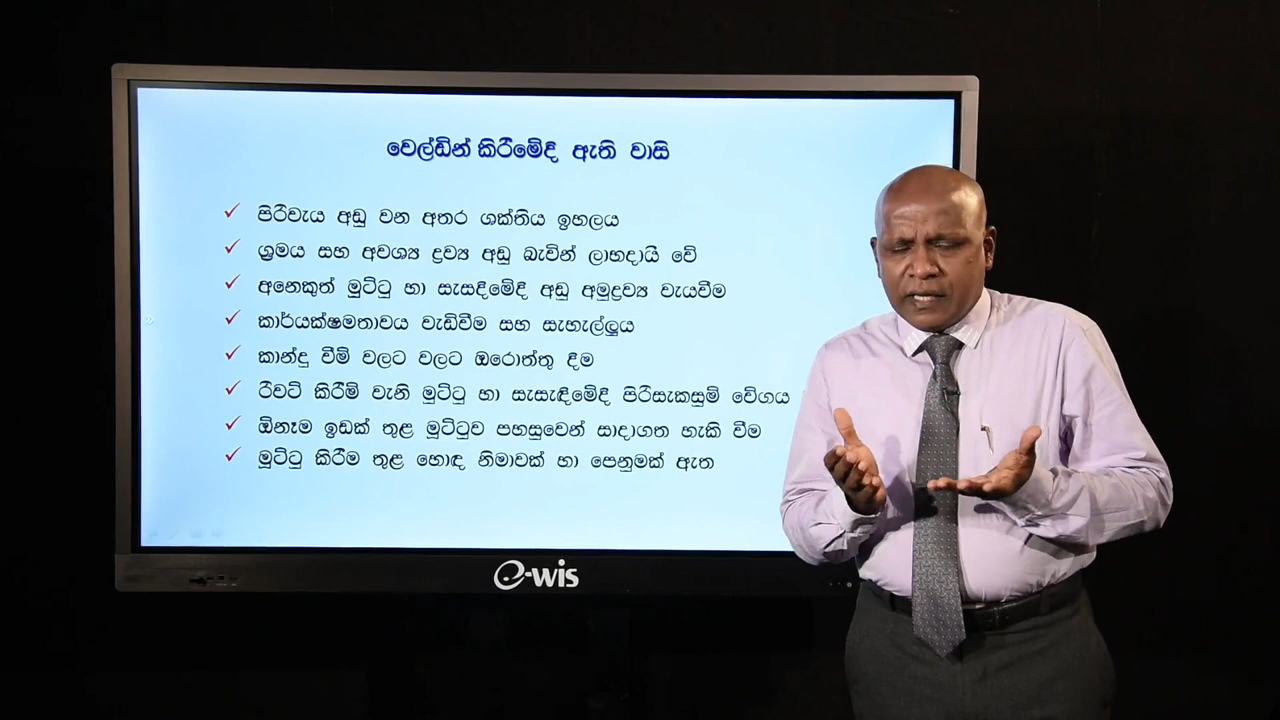 වෙල්ඩින් කිරීමේදී ඇති වාසි
පිරිවැය අඩු වන අතර ශක්තිය ඉහලය
ශ්‍රමය සහ අවශ්‍ය ද්‍රව්‍ය අඩු බැවින් ලාභදායී වේ
අනෙකුත් මුට්ටු හා සැසඳීමේදී අඩු අමුද්‍රව්‍ය වැයවීම
කාර්යක්ෂමතාවය වැඩිවීම සහ සැහැල්ලුය
කාන්දු වීම් වලට වලට ඔරොත්තු දීම
රිවට් කිරීම් වැනි මුට්ටු හා සැසැඳීමේදී පිරිසැකසුම් වේගය
ඕනෑම ඉඩක් තුළ මූට්ටුව පහසුවෙන් සාදාගත හැකි වීම
මූට්ටු කිරීම තුළ හොඳ නිමාවක් හා පෙනුමක් ඇත
e-wis